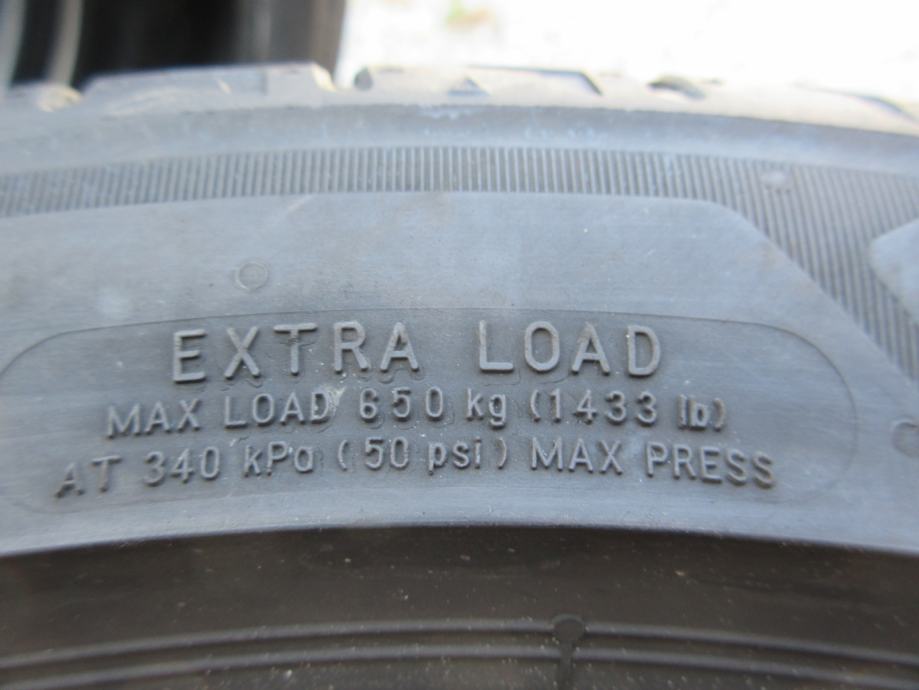 EXTRA LOAD
MAX LOAD 650 kg (1433 lb)
AT 340 kPa (50 psi) MAX PRESS